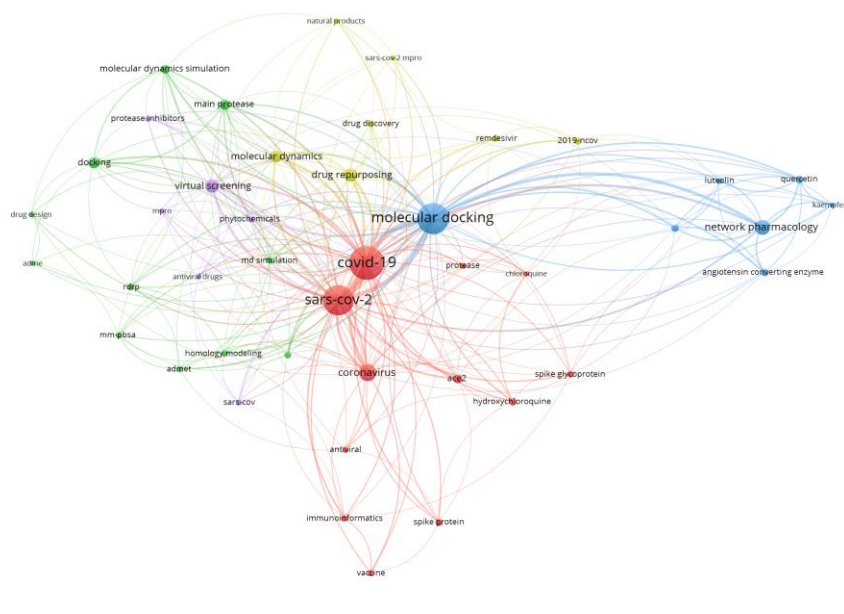 natural products
sars-cov-2 mpro
molecular dynamics simulation
main protease
protease inhibitors
drug discovery
remdesivir
2019-ncov
docking
molecular dynamics
drug repurposing
virtual screening
luteolin
quercetin
kaempfe
drug design
mpro
phytochemicals
molecular docking
network pharmacology
covid-19
md simulation
protease
chloroquine
angiotensin converting enzyme
antiviral drugs
rdrp
sars-cov-2
mm-pbsa
homology modeling
admet
coronavirus
ace2
spike glycoprotein
sars-cov
hydroxychloroquine
antiviral
immunoinformatics
spike protein
vaccine